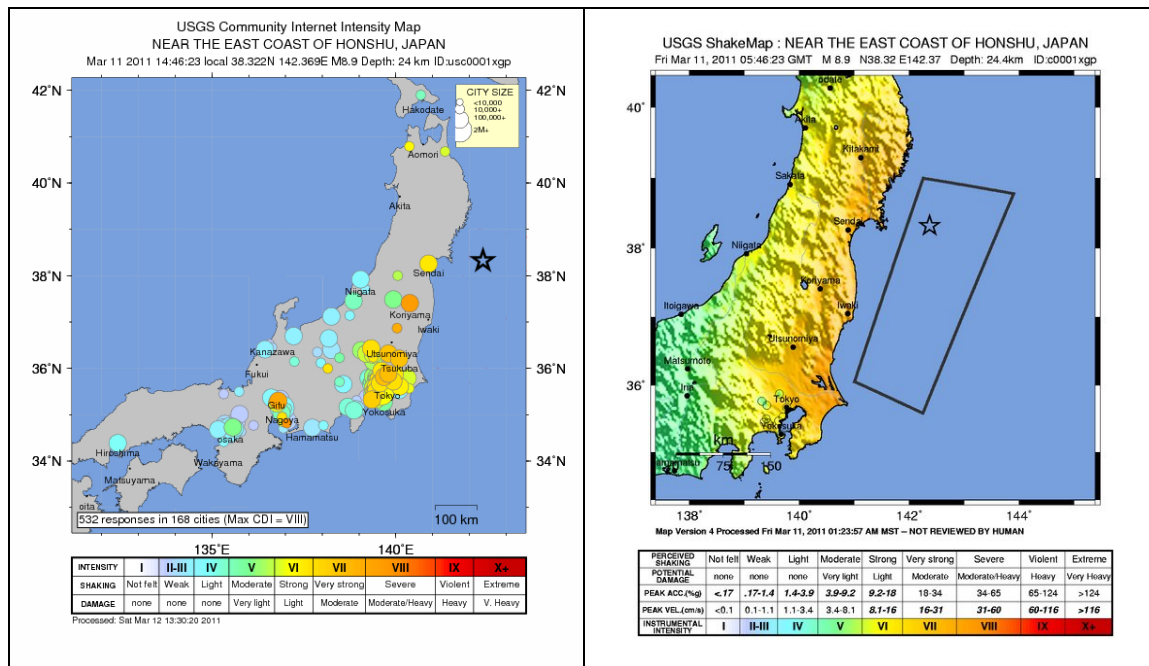 USGS Community Internet Intensity Map
NEAR THE EAST COAST OF HONSHU, JAPAN
Mar 11 2011 14:46:23 local 38.322N 142.369E M8.9 Depth: 24 km ID:usc0001xgp
42°N
40°N
38°N
36°N
34°N
CITY SIZE
<10,000
10,000+
100,000+
2M+
Hakodate
Aomori
Akita
Sendai
Niigata
Koriyama
Iwaki
Kanazawa
Utsunomiya
Fukui
Tsukuba
Tokyo
Gifu
Yokosuka
Nagoya
Hamamatsu
osaka
Hiroshima
Wakayama
Matsuyama
oita
532 responses in 168 cities (Max CDI = VIII)
100 km
135°E
140°E
INTENSITY I II-III IV V VI VII VIII IX X+
SHAKING Not felt Weak Light Moderate Strong Very strong Severe Violent Extreme
DAMAGE none none none Very light Light Moderate Moderate/Heavy Heavy V. Heavy
Processed: Sat Mar 12 13:30:20 2011
USGS ShakeMap : NEAR THE EAST COAST OF HONSHU, JAPAN
Fri Mar 11, 2011 05:46:23 GMT M 8.9 N38.32 E142.37 Depth: 24.4km ID:c0001xgp
40°
38°
36°
Akita
Kitakami
Sakata
Sendai
Niigata
Koriyama
Itoigawa
Iwaki
Utsunomiya
Matsumoto
Iria
Tokyo
Yokosuka
km
75
150
138°
140°
142°
144°
Map Version 4 Processed Fri Mar 11, 2011 01:23:57 AM MST -- NOT REVIEWED BY HUMAN
PERCEIVED SHAKING Not felt Weak Light Moderate Strong Very strong Severe Violent Extreme
POTENTIAL DAMAGE none none none Very light Light Moderate Moderate/Heavy Heavy Very Heavy
PEAK ACC.(%g) <.17 .17-1.4 1.4-3.9 3.9-9.2 9.2-18 18-34 34-65 65-124 >124
PEAK VEL.(cm/s) <0.1 0.1-1.1 1.1-3.4 3.4-8.1 8.1-16 16-31 31-60 60-116 >116
INSTRUMENTAL INTENSITY I II-III IV V VI VII VIII IX X+